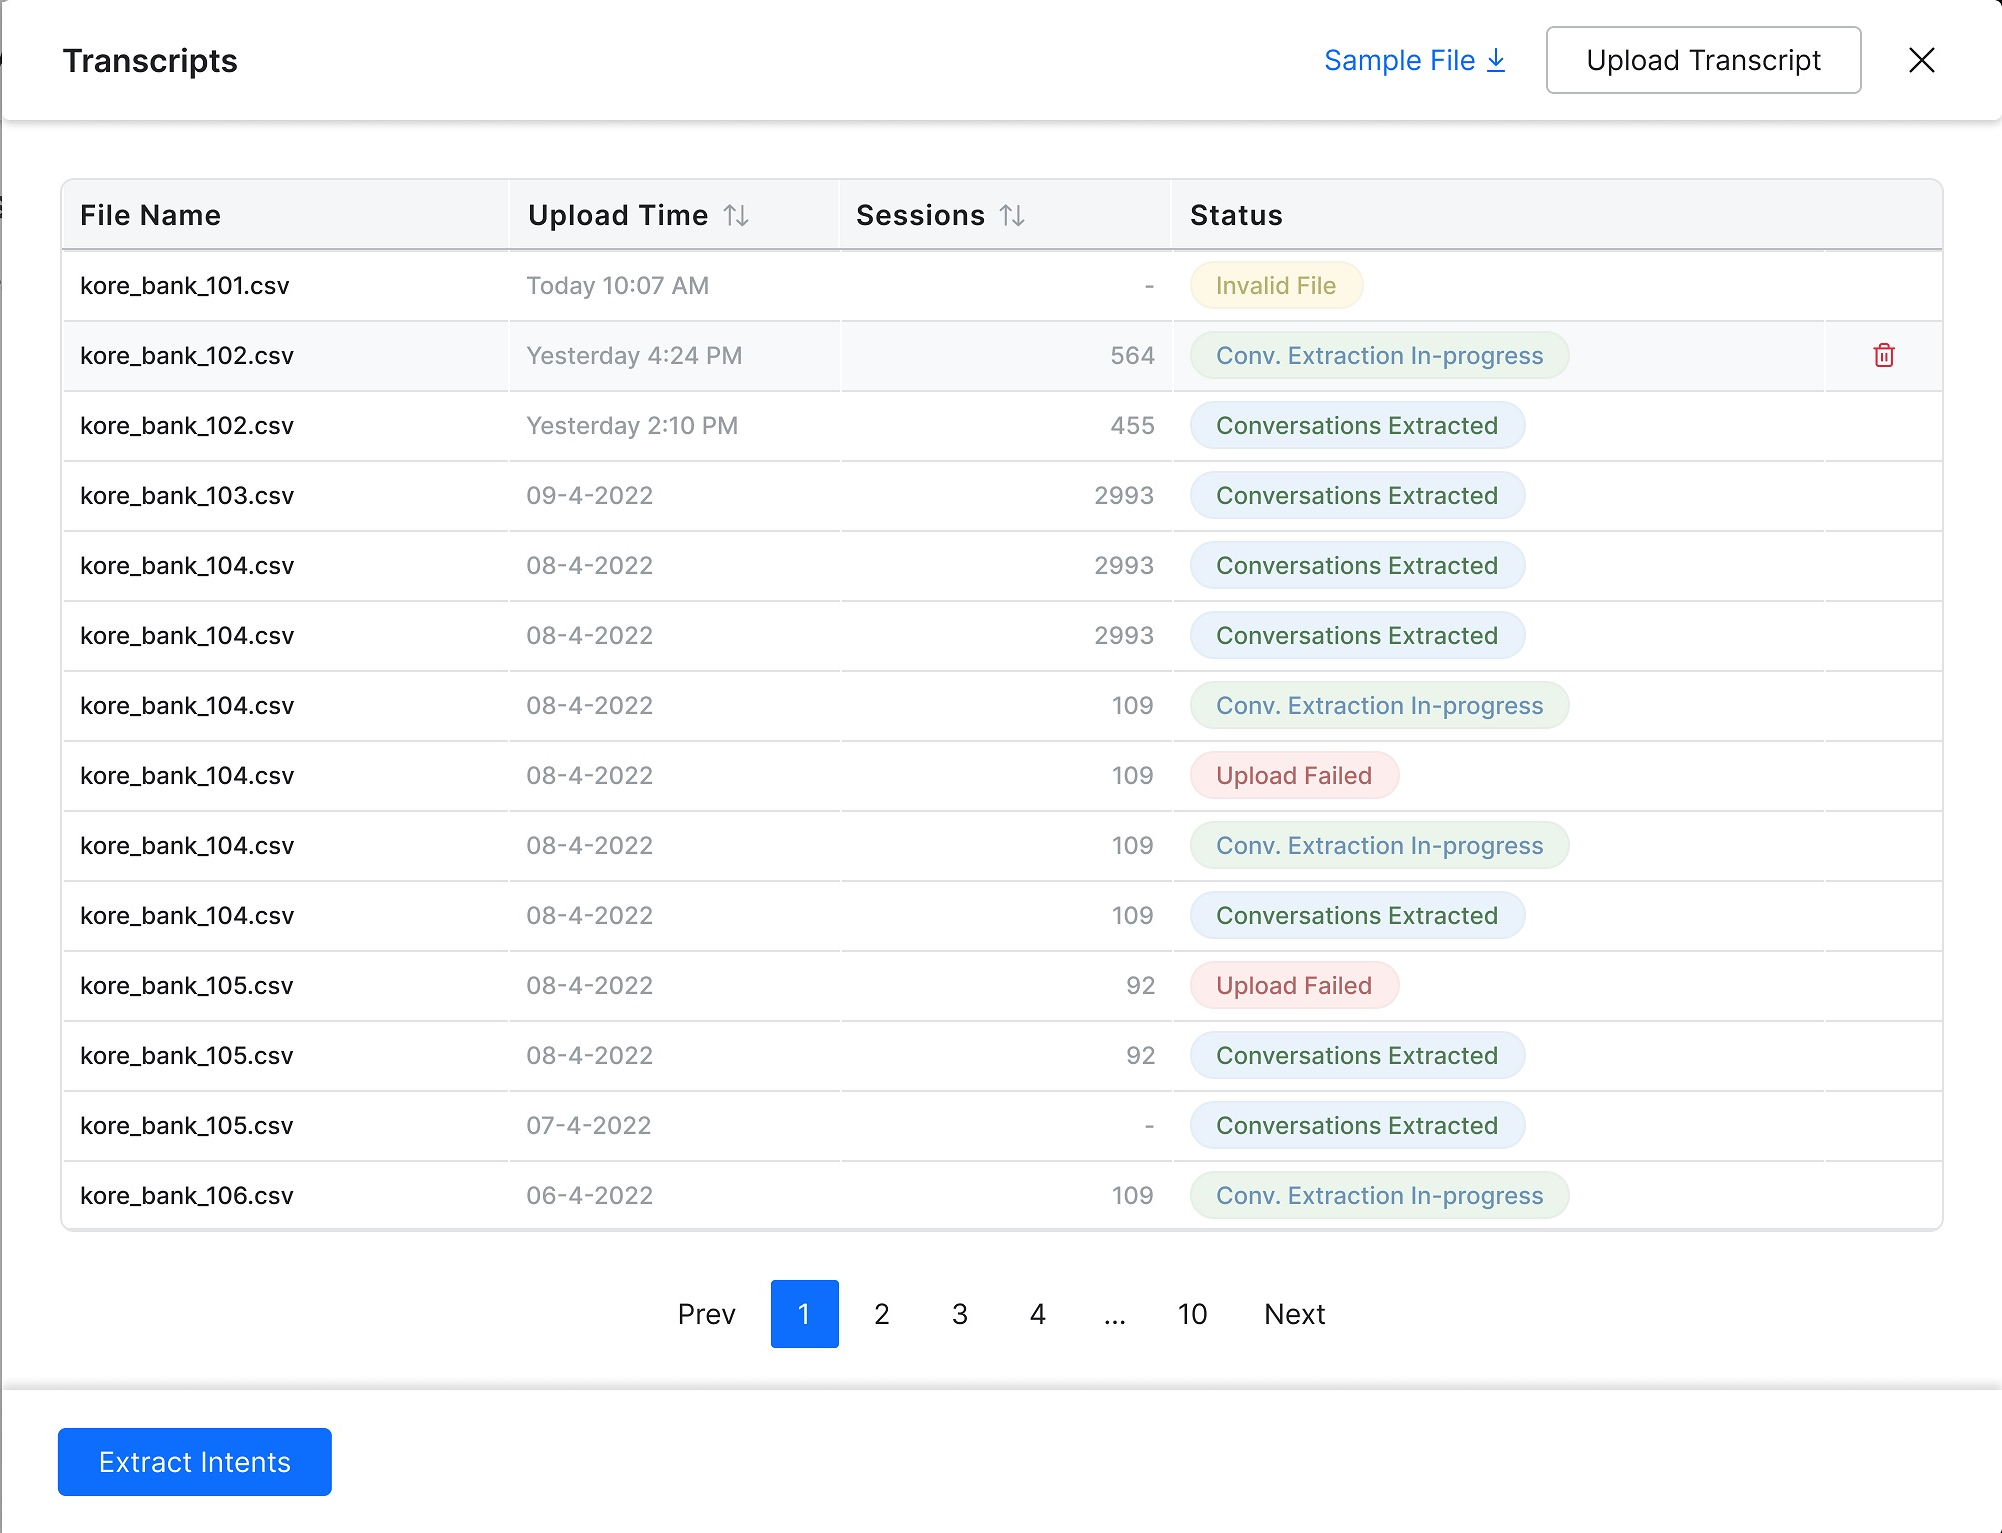 Transcripts
Sample File
Upload Transcript
File Name Upload Time Sessions Status
kore_bank_101.csv Today 10:07 AM - Invalid File
kore_bank_102.csv Yesterday 4:24 PM 564 Conv. Extraction In-progress
kore_bank_102.csv Yesterday 2:10 PM 455 Conversations Extracted
kore_bank_103.csv 09-4-2022 2993 Conversations Extracted
kore_bank_104.csv 08-4-2022 2993 Conversations Extracted
kore_bank_104.csv 08-4-2022 2993 Conversations Extracted
kore_bank_104.csv 08-4-2022 109 Conv. Extraction In-progress
kore_bank_104.csv 08-4-2022 109 Upload Failed
kore_bank_104.csv 08-4-2022 109 Conv. Extraction In-progress
kore_bank_104.csv 08-4-2022 109 Conversations Extracted
kore_bank_105.csv 08-4-2022 92 Upload Failed
kore_bank_105.csv 08-4-2022 92 Conversations Extracted
kore_bank_105.csv 07-4-2022 - Conversations Extracted
kore_bank_106.csv 06-4-2022 109 Conv. Extraction In-progress
Prev 1 2 3 4 ... 10 Next
Extract Intents